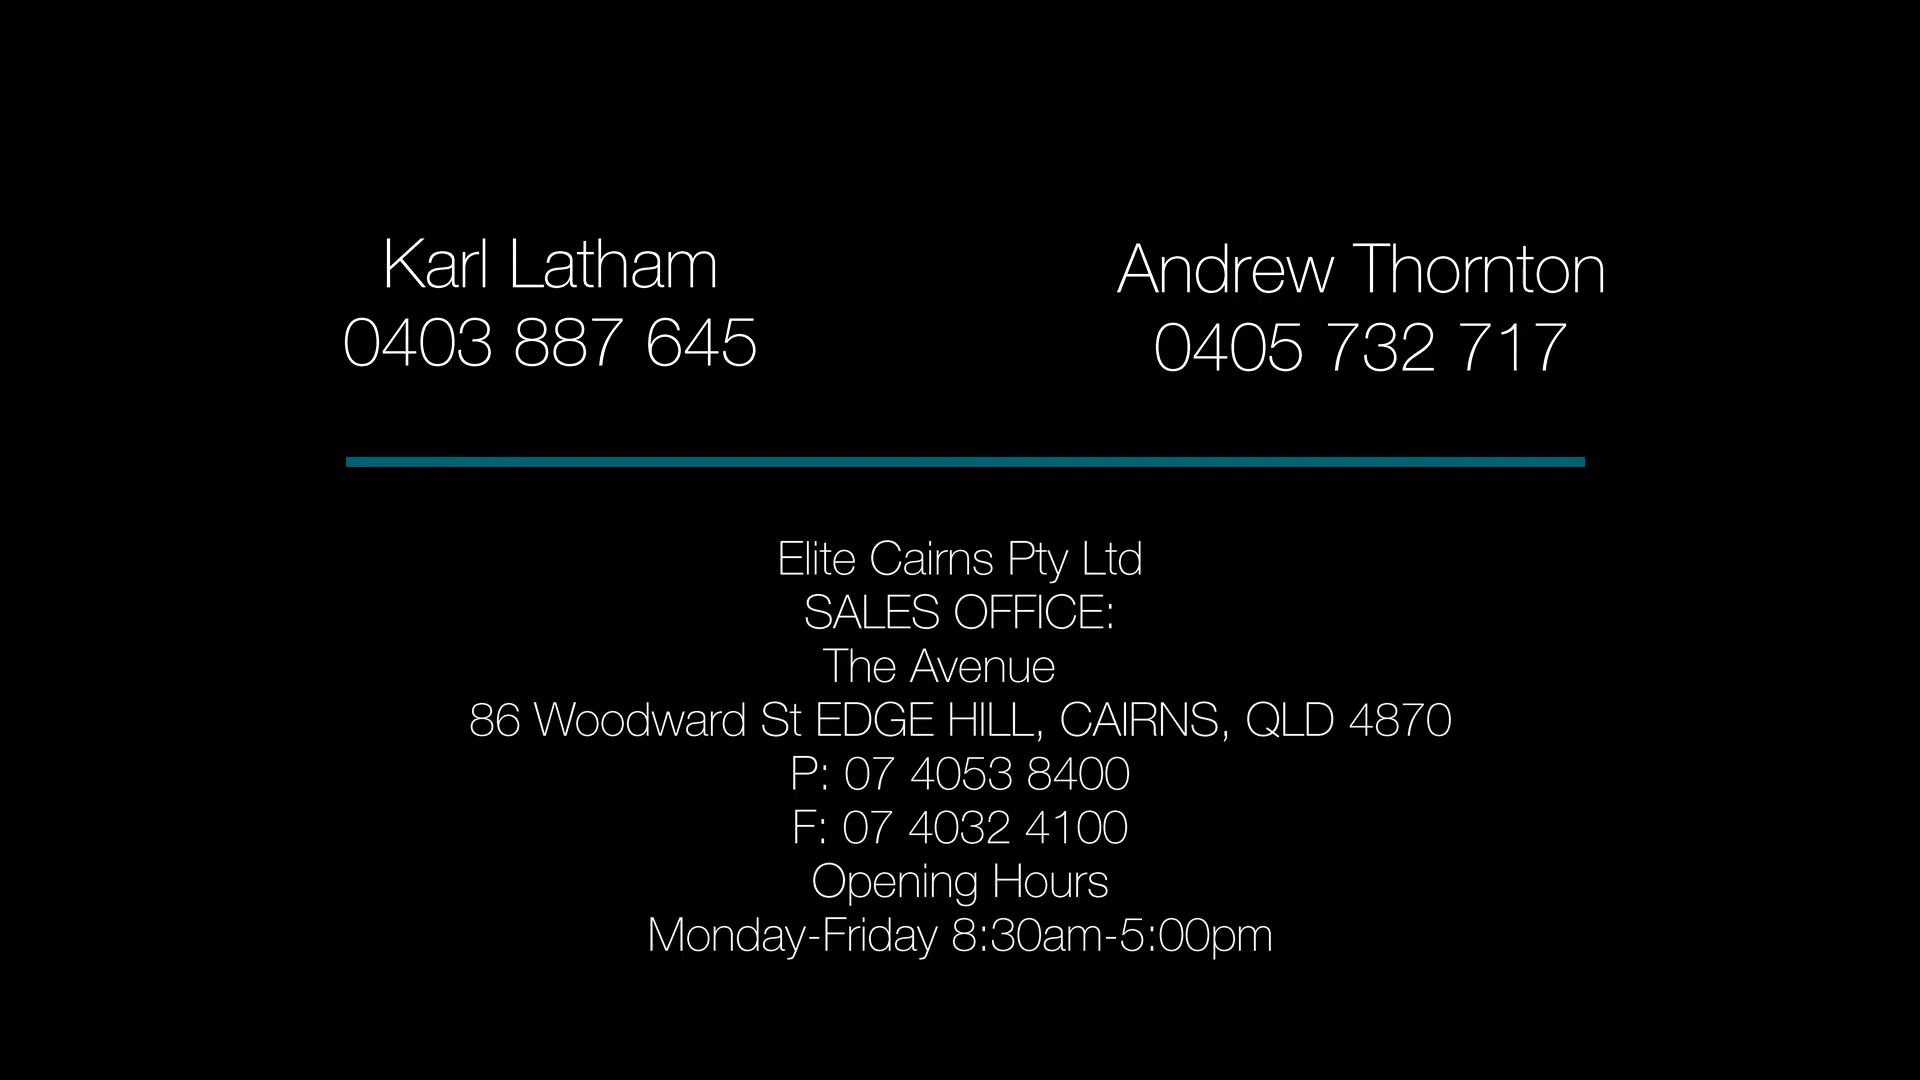 Karl Latham
0403 887 645
Andrew Thornton
0405 732 717
Elite Cairns Pty Ltd
SALES OFFICE:
The Avenue
86 Woodward St EDGE HILL, CAIRNS, QLD 4870
P: 07 4053 8400
F: 07 4032 4100
Opening Hours
Monday-Friday 8:30am-5:00pm